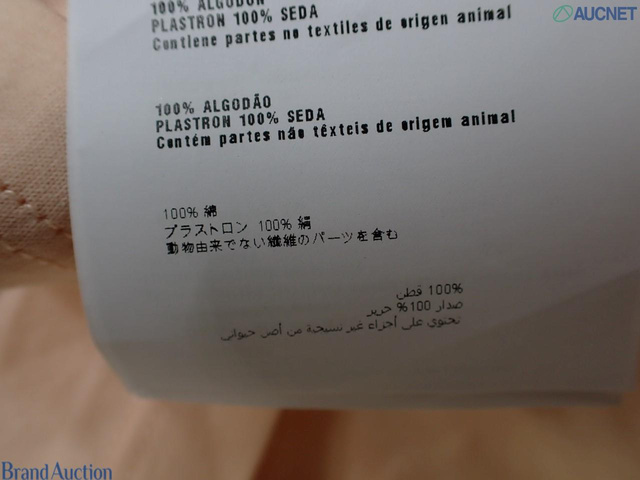 100% ALGODÓN
PLASTRON 100% SEDA
Contiene partes no textiles de origen animal
100% ALGODÃO
PLASTRON 100% SEDA
Contém partes não têxteis de origem animal
100% 綿
プラストロン 100% 絹
動物由来でない繊維のパーツを含む
100% قطن
صدار 100% حرير
تحتوي على أجزاء غير نسيجية من أصل حيواني
AUCNET
Brand Auction